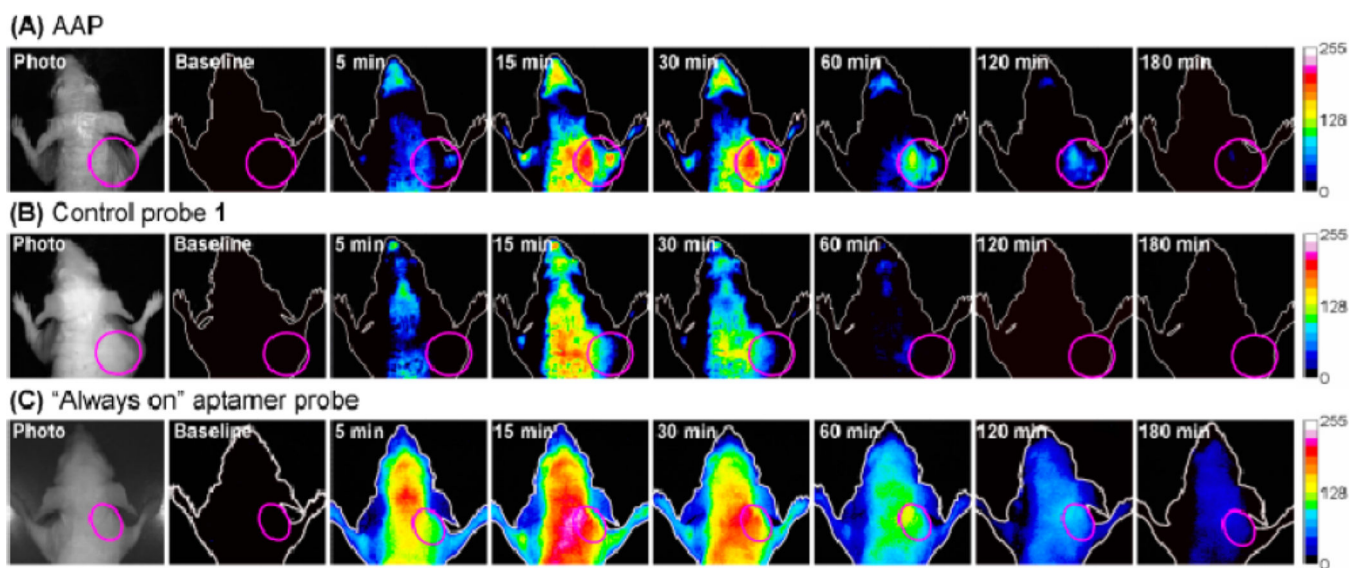 (A) AAP
Photo Baseline 5 min 15 min 30 min 60 min 120 min 180 min 255
128
0
(B) Control probe 1
Photo Baseline 5 min 15 min 30 min 60 min 120 min 180 min 255
128
0
(C) “Always on” aptamer probe
Photo Baseline 5 min 15 min 30 min 60 min 120 min 180 min 255
128
0